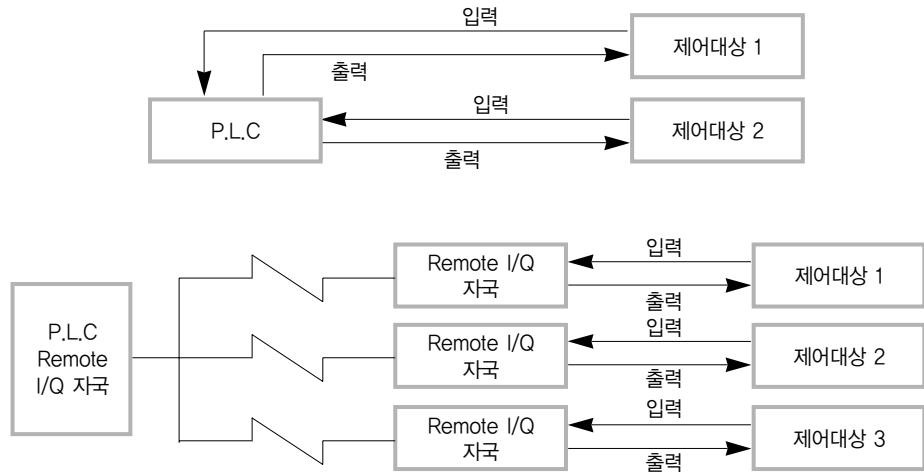 입력
제어대상 1
출력
P.L.C
입력
제어대상 2
출력
P.L.C
Remote
I/Q 자국
Remote I/Q
자국
입력
출력
제어대상 1
Remote I/Q
자국
입력
출력
제어대상 2
Remote I/Q
자국
입력
출력
제어대상 3